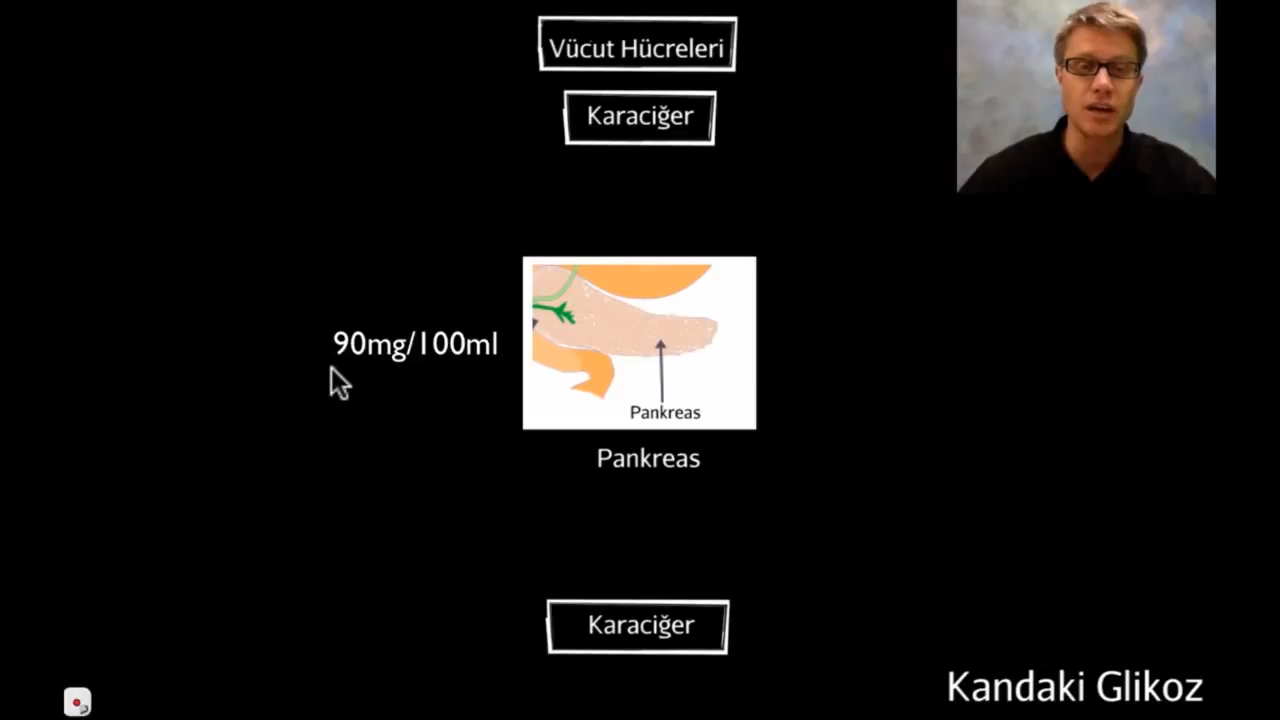 Vücut Hücreleri
Karaciğer
90mg/100ml
Pankreas
Pankreas
Karaciğer
Kandaki Glikoz